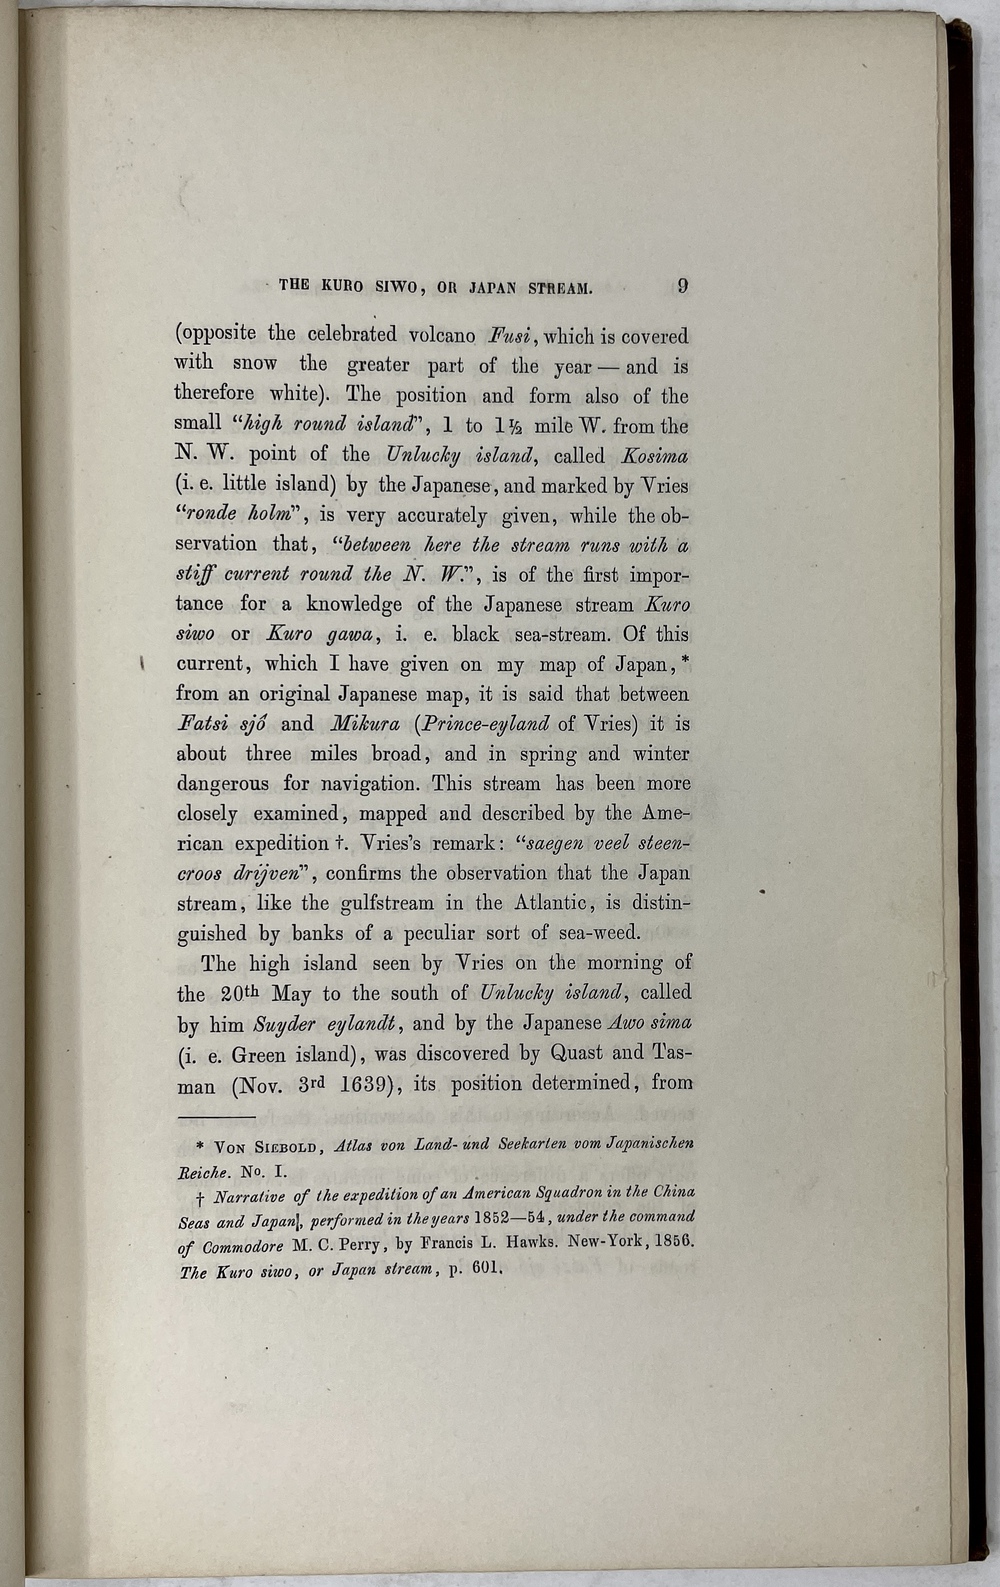 THE KURO SIWO, OR JAPAN STREAM. 9
(opposite the celebrated volcano Fusi, which is covered
with snow the greater part of the year — and is
therefore white). The position and form also of the
small “high round island”, 1 to 1½ mile W. from the
N. W. point of the Unlucky island, called Kosima
(i. e. little island) by the Japanese, and marked by Vries
“ronde holm”, is very accurately given, while the ob-
servation that, “between here the stream runs with a
stiff current round the N. W.”, is of the first impor-
tance for a knowledge of the Japanese stream Kuro
siwo or Kuro gawa, i. e. black sea-stream. Of this
current, which I have given on my map of Japan, *
from an original Japanese map, it is said that between
Fatsi sjó and Mikura (Prince-eyland of Vries) it is
about three miles broad, and in spring and winter
dangerous for navigation. This stream has been more
closely examined, mapped and described by the Ame-
rican expedition †. Vries's remark: “saegen veel steen-
croos drijven”, confirms the observation that the Japan
stream, like the gulfstream in the Atlantic, is distin-
guished by banks of a peculiar sort of sea-weed.
The high island seen by Vries on the morning of
the 20th May to the south of Unlucky island, called
by him Suyder eylandt, and by the Japanese Awo sima
(i. e. Green island), was discovered by Quast and Tas-
man (Nov. 3rd 1639), its position determined, from
* VON SIEBOLD, Atlas von Land- und Seekarten vom Japanischen
Reiche. No. I.
† Narrative of the expedition of an American Squadron in the China
Seas and Japan, performed in the years 1852—54, under the command
of Commodore M. C. Perry, by Francis L. Hawks. New-York, 1856.
The Kuro siwo, or Japan stream, p. 601.